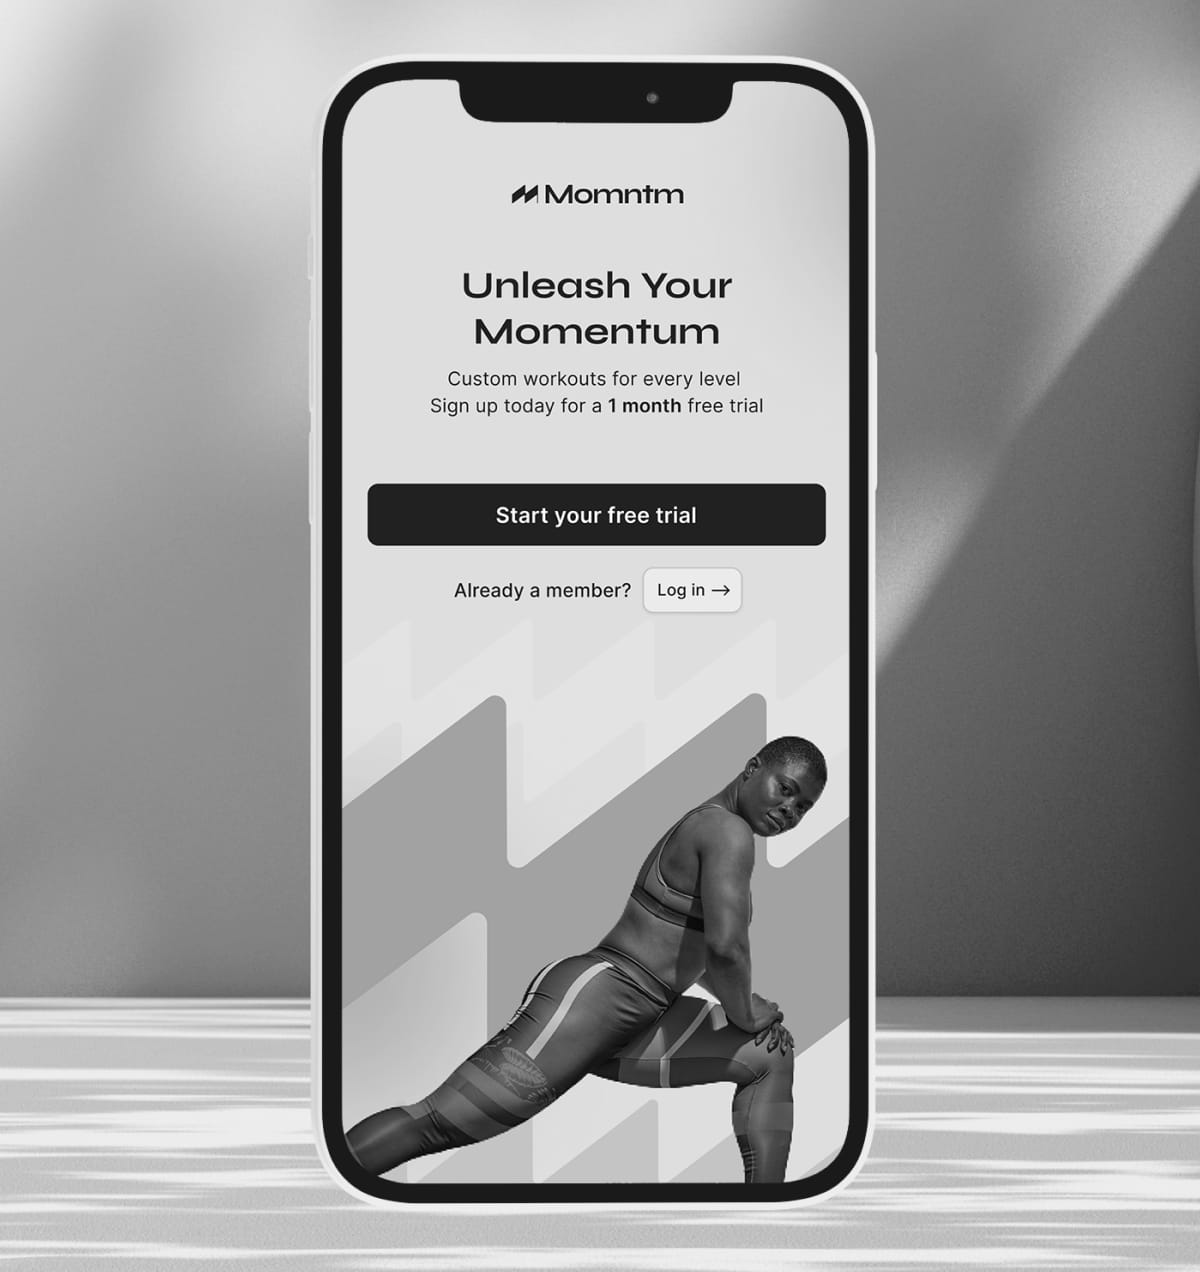 Momntm
Unleash Your
Momentum
Custom workouts for every level
Sign up today for a 1 month free trial
Start your free trial
Already a member? Log in →